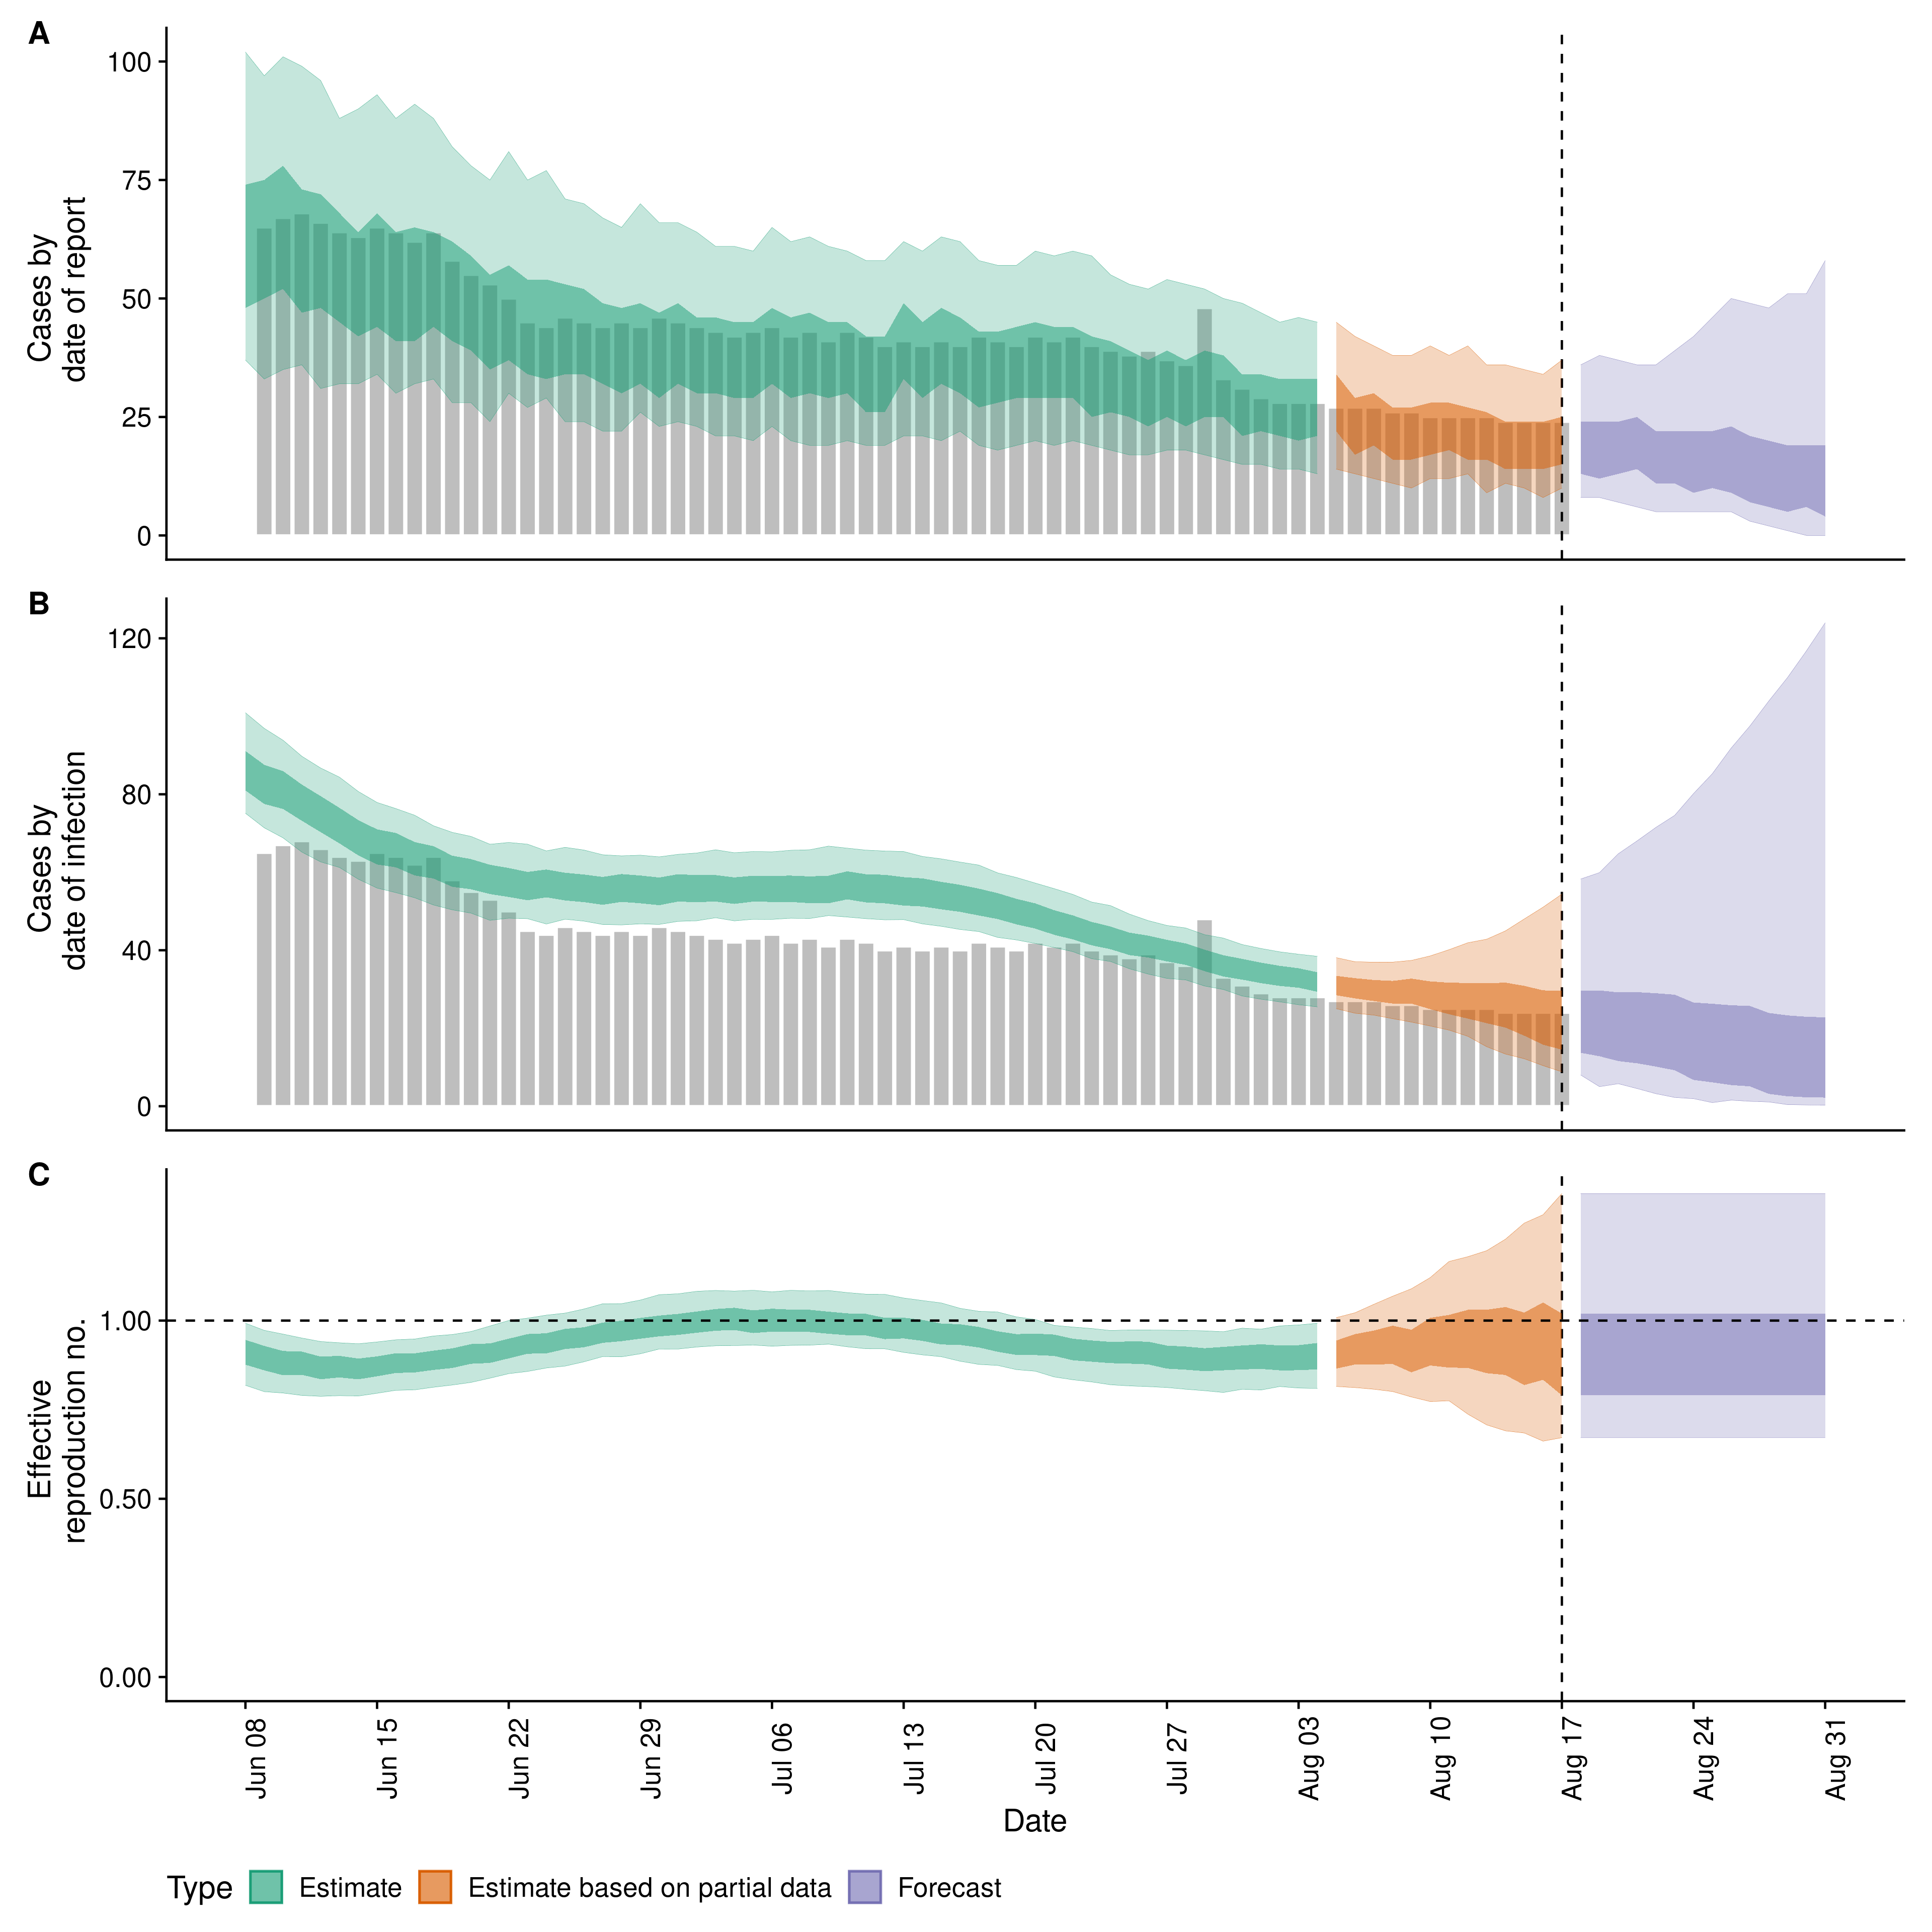 A
100
75
50
25
0
Cases by
date of report
B
120
80
40
0
Cases by
date of infection
C
1.00
0.50
0.00
Effective
reproduction no.
Jun 08
Jun 15
Jun 22
Jun 29
Jul 06
Jul 13
Jul 20
Jul 27
Aug 03
Aug 10
Aug 17
Aug 24
Aug 31
Date
Type Estimate Estimate based on partial data Forecast